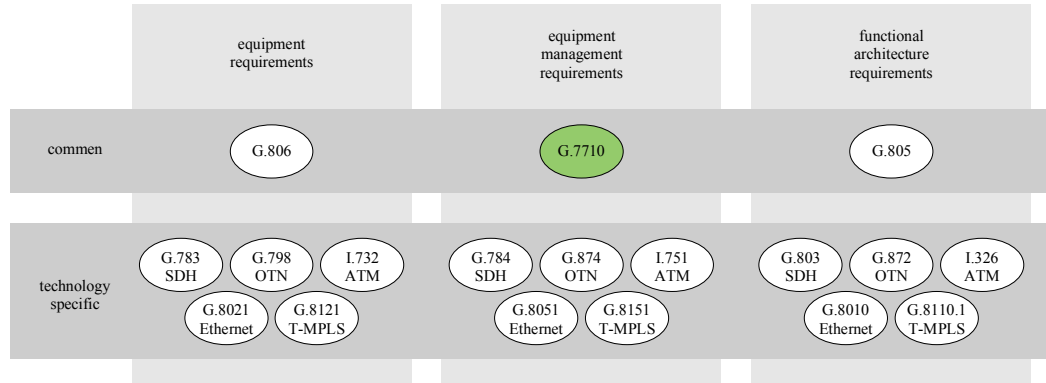 equipment
requirements
equipment
management
requirements
functional
architecture
requirements
commen
G.806
G.7710
G.805
technology
specific
G.783
SDH
G.798
OTN
I.732
ATM
G.8021
Ethernet
G.8121
T-MPLS
G.784
SDH
G.874
OTN
I.751
ATM
G.8051
Ethernet
G.8151
T-MPLS
G.803
SDH
G.872
OTN
I.326
ATM
G.8010
Ethernet
G.8110.1
T-MPLS